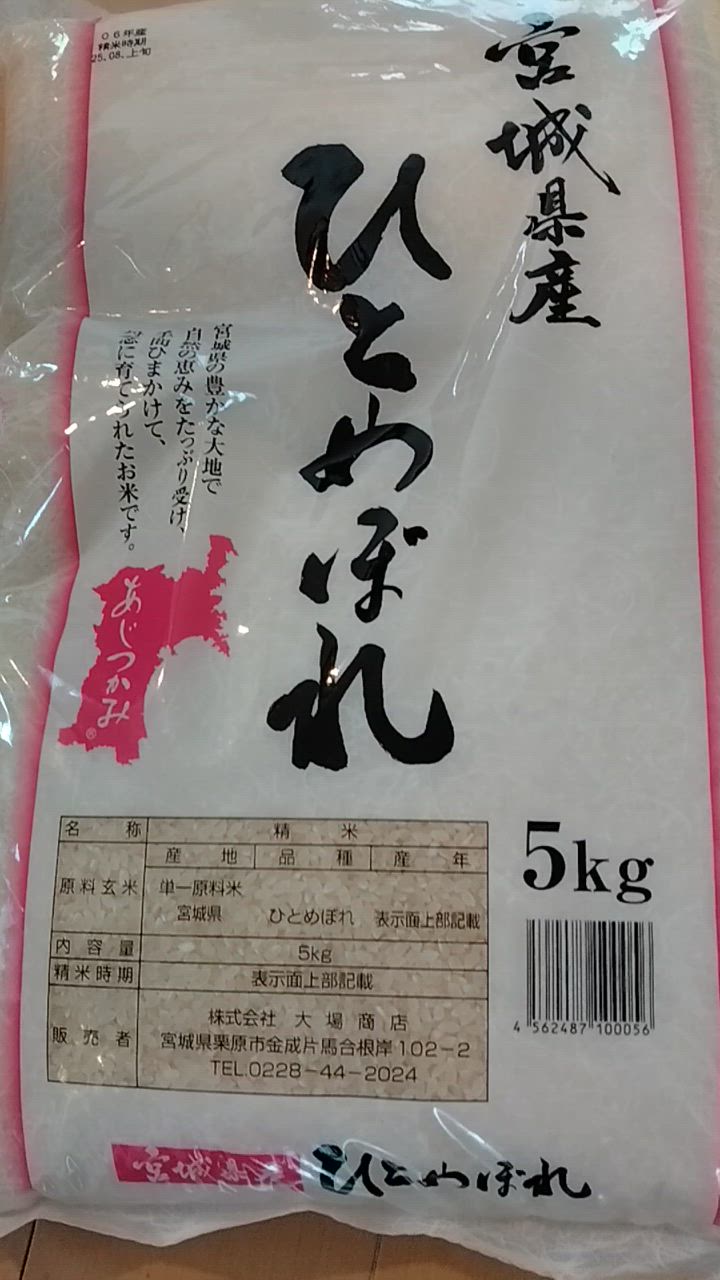 06年産
精米時期
25.08.上旬
宮城県産
ひとめぼれ
宮城県の豊かな大地で
自然の恵みをたっぷり受け、
手間ひまかけて、
念に育てられたお米です。
あじつかみ®
名称 精米
産地 品種 産年
原料玄米 単一原料米
宮城県 ひとめぼれ 表示面上部記載
内容量 5kg
精米時期 表示面上部記載
販売者 株式会社 大場商店
宮城県栗原市金成片馬合根岸102-2
TEL.0228-44-2024
5kg
4 562487 100056
宮城県産 ひとめぼれ